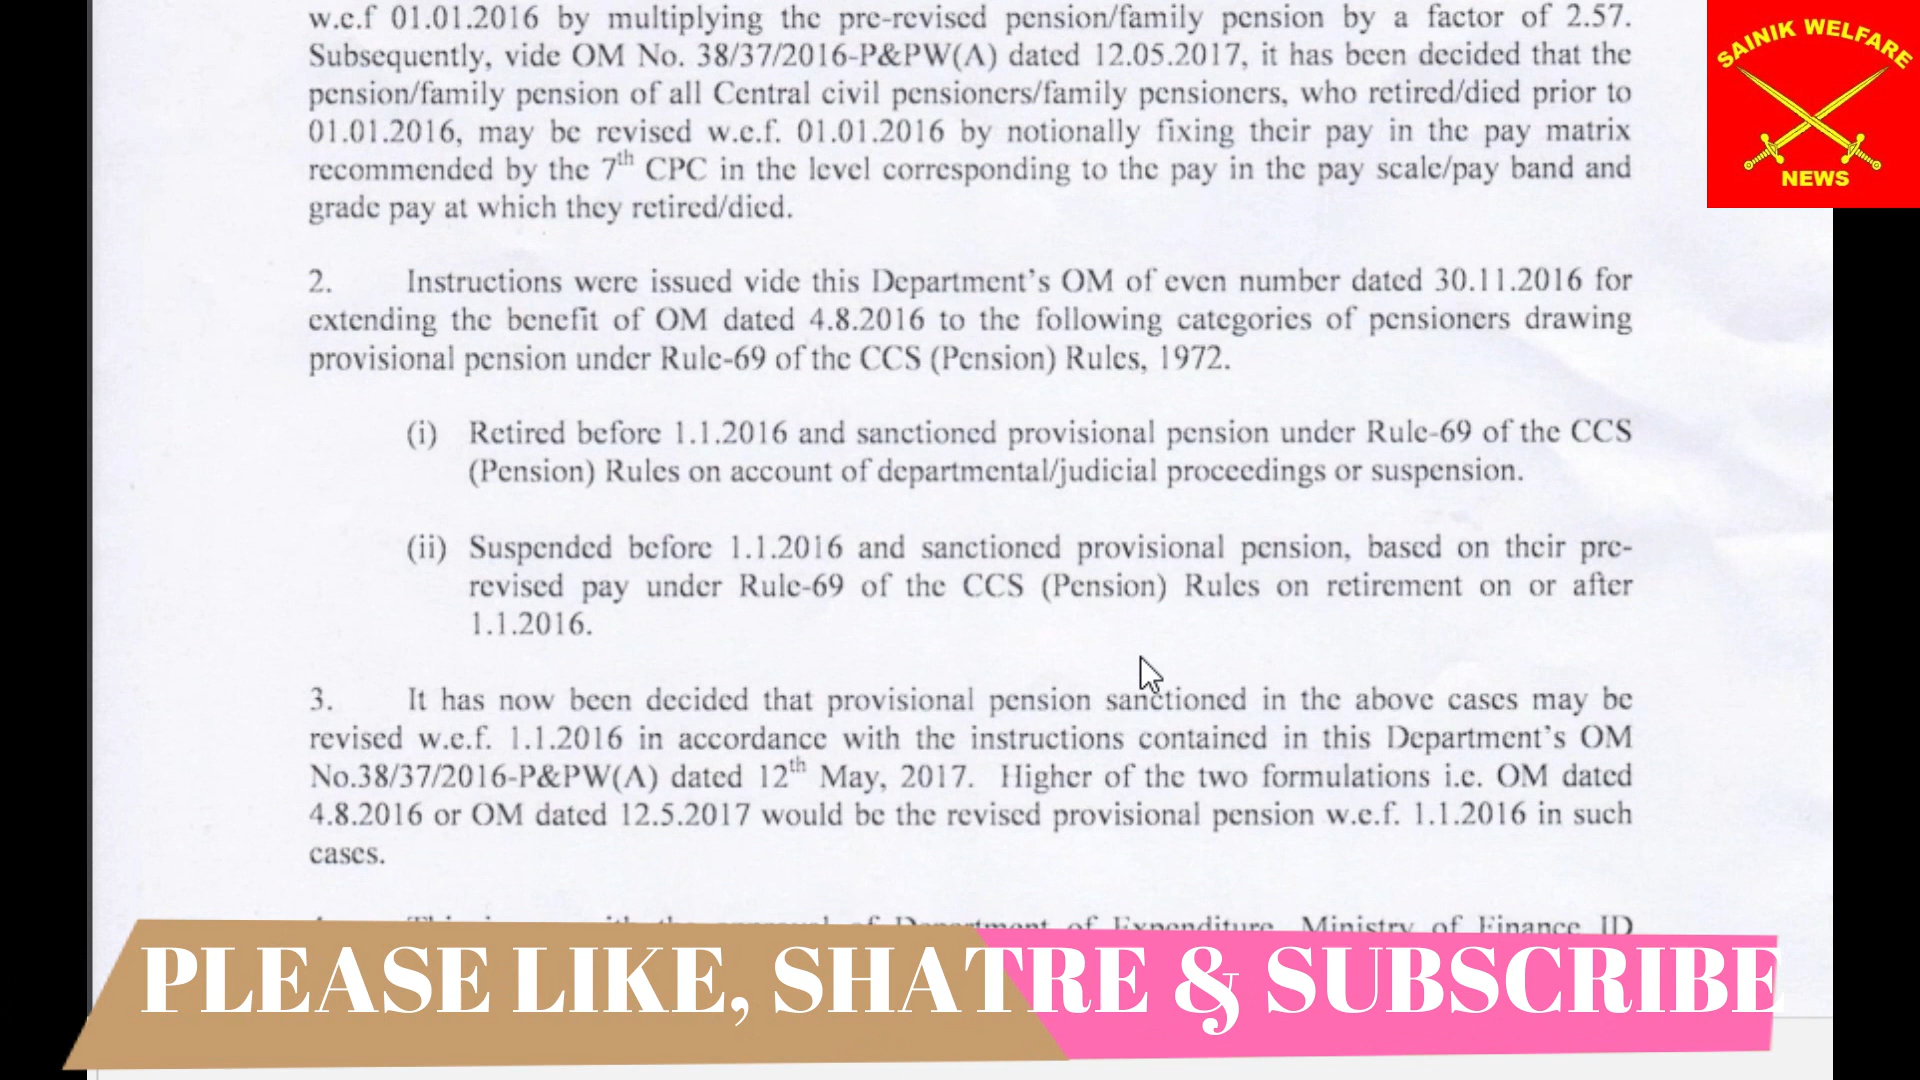 w.e.f 01.01.2016 by multiplying the pre-revised pension/family pension by a factor of 2.57.
Subsequently, vide OM No. 38/37/2016-P&PW(A) dated 12.05.2017, it has been decided that the
pension/family pension of all Central civil pensioners/family pensioners, who retired/died prior to
01.01.2016, may be revised w.e.f. 01.01.2016 by notionally fixing their pay in the pay matrix
recommended by the 7th CPC in the level corresponding to the pay in the pay scale/pay band and
grade pay at which they retired/died.
SAINIK WELFARE
NEWS
2. Instructions were issued vide this Department's OM of even number dated 30.11.2016 for
extending the benefit of OM dated 4.8.2016 to the following categories of pensioners drawing
provisional pension under Rule-69 of the CCS (Pension) Rules, 1972.
(i) Retired before 1.1.2016 and sanctioned provisional pension under Rule-69 of the CCS
(Pension) Rules on account of departmental/judicial proceedings or suspension.
(ii) Suspended before 1.1.2016 and sanctioned provisional pension, based on their pre-
revised pay under Rule-69 of the CCS (Pension) Rules on retirement on or after
1.1.2016.
3. It has now been decided that provisional pension sanctioned in the above cases may be
revised w.e.f. 1.1.2016 in accordance with the instructions contained in this Department's OM
No.38/37/2016-P&PW(A) dated 12th May, 2017. Higher of the two formulations i.e. OM dated
4.8.2016 or OM dated 12.5.2017 would be the revised provisional pension w.e.f. 1.1.2016 in such
cases.
of Department of Expenditure, Ministry of Finance ID
PLEASE LIKE, SHATRE & SUBSCRIBE